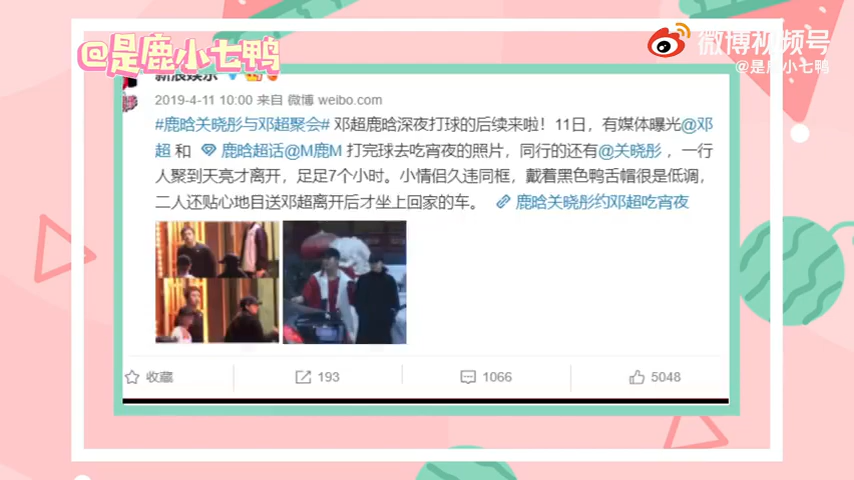 @是鹿小七鸭
微博视频号
@是鹿小七鸭
新浪娱乐
2019-4-11 10:00 来自 微博 weibo.com
#鹿晗关晓彤与邓超聚会# 邓超鹿晗深夜打球的后续来啦！11日，有媒体曝光@邓
超 和 鹿晗超话@M鹿M 打完球去吃宵夜的照片，同行的还有@关晓彤 ，一行
人聚到天亮才离开，足足7个小时。小情侣久违同框，戴着黑色鸭舌帽很是低调，
二人还贴心地目送邓超离开后才坐上回家的车。 鹿晗关晓彤约邓超吃宵夜
收藏 193 1066 5048